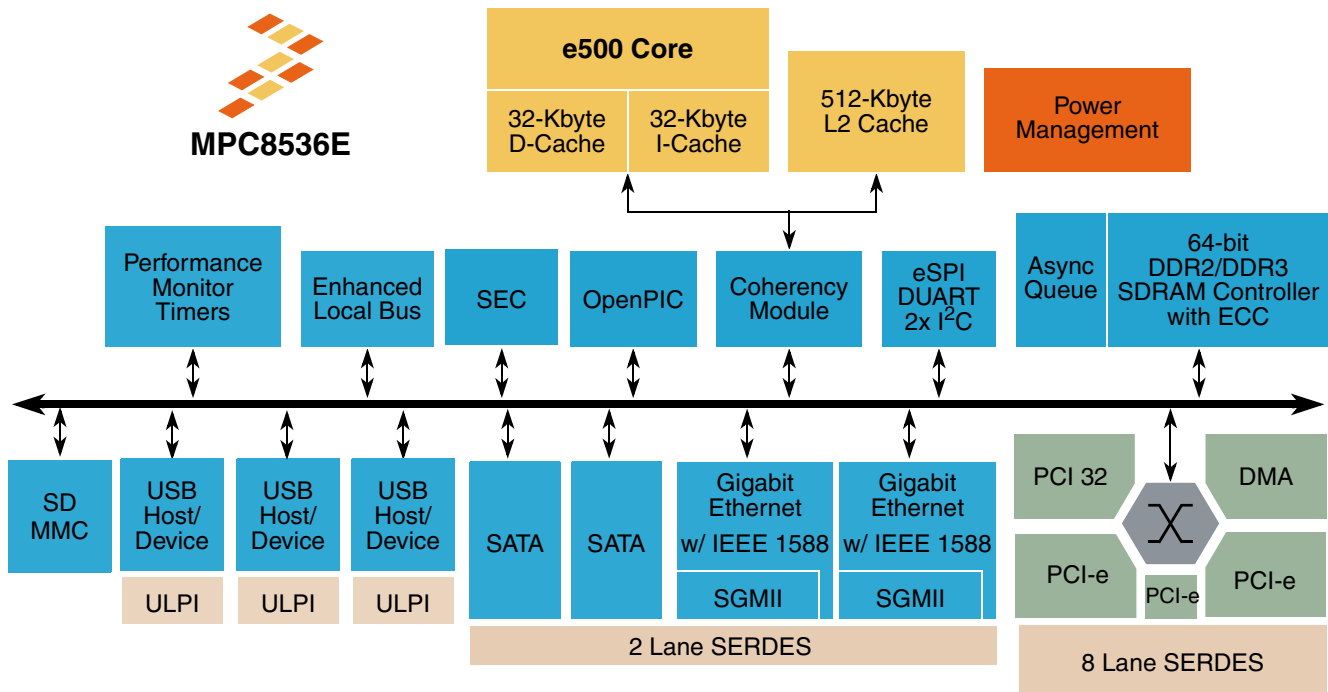 MPC8536E
e500 Core
32-Kbyte
D-Cache
32-Kbyte
I-Cache
512-Kbyte
L2 Cache
Power
Management
Performance
Monitor
Timers
Enhanced
Local Bus
SEC
OpenPIC
Coherency
Module
eSPI
DUART
2x I²C
Async
Queue
64-bit
DDR2/DDR3
SDRAM Controller
with ECC
SD
MMC
USB
Host/
Device
ULPI
USB
Host/
Device
ULPI
USB
Host/
Device
ULPI
SATA
SATA
Gigabit
Ethernet
w/ IEEE 1588
SGMII
Gigabit
Ethernet
w/ IEEE 1588
SGMII
2 Lane SERDES
PCI 32
DMA
PCI-e
PCI-e
PCI-e
8 Lane SERDES